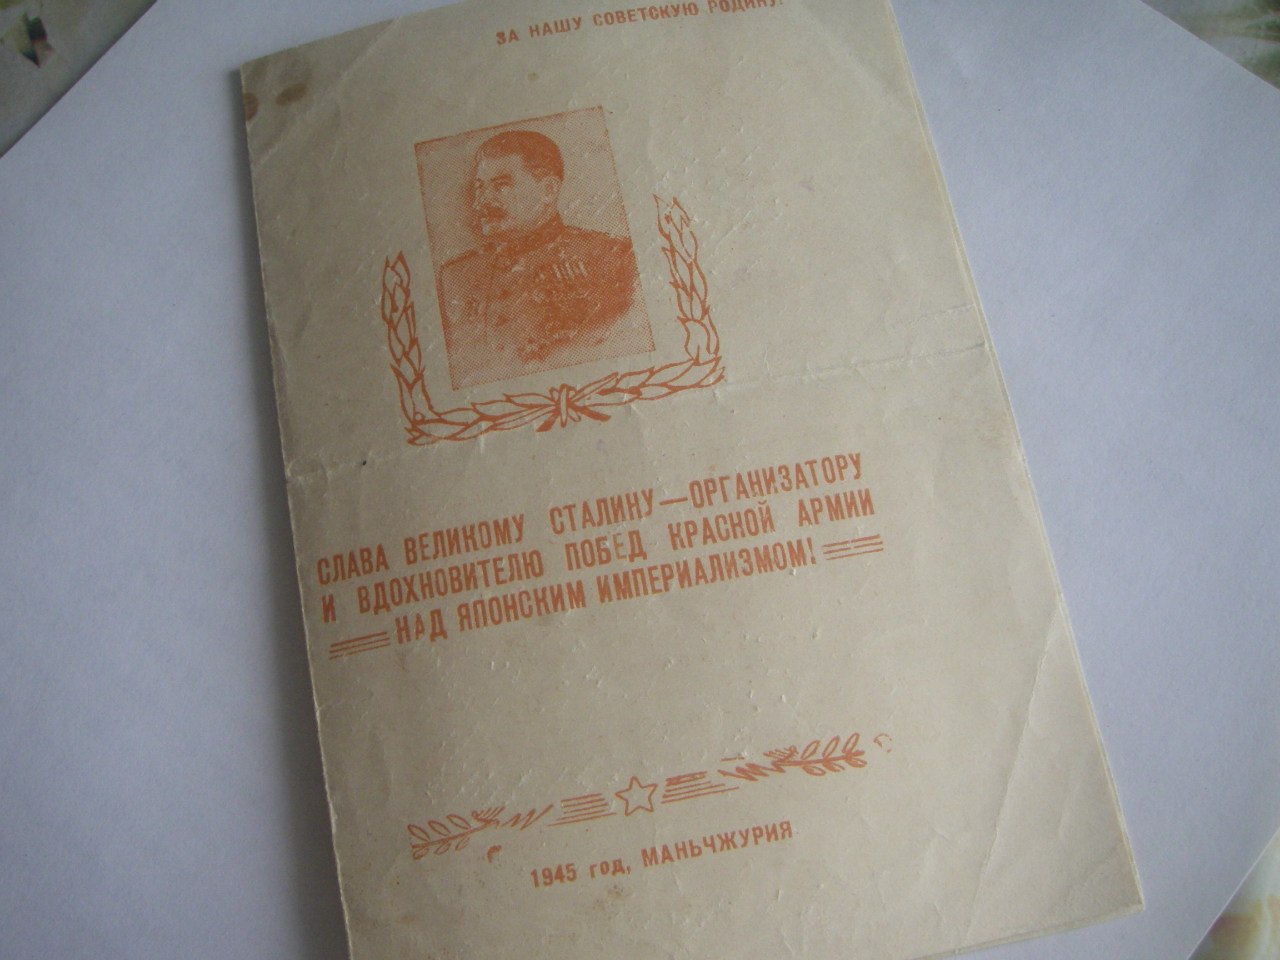 ЗА НАШУ СОВЕТСКУЮ РОДИНУ!
СЛАВА ВЕЛИКОМУ СТАЛИНУ—ОРГАНИЗАТОРУ
И ВДОХНОВИТЕЛЮ ПОБЕД КРАСНОЙ АРМИИ
НАД ЯПОНСКИМ ИМПЕРИАЛИЗМОМ!
1945 год, МАНЬЧЖУРИЯ